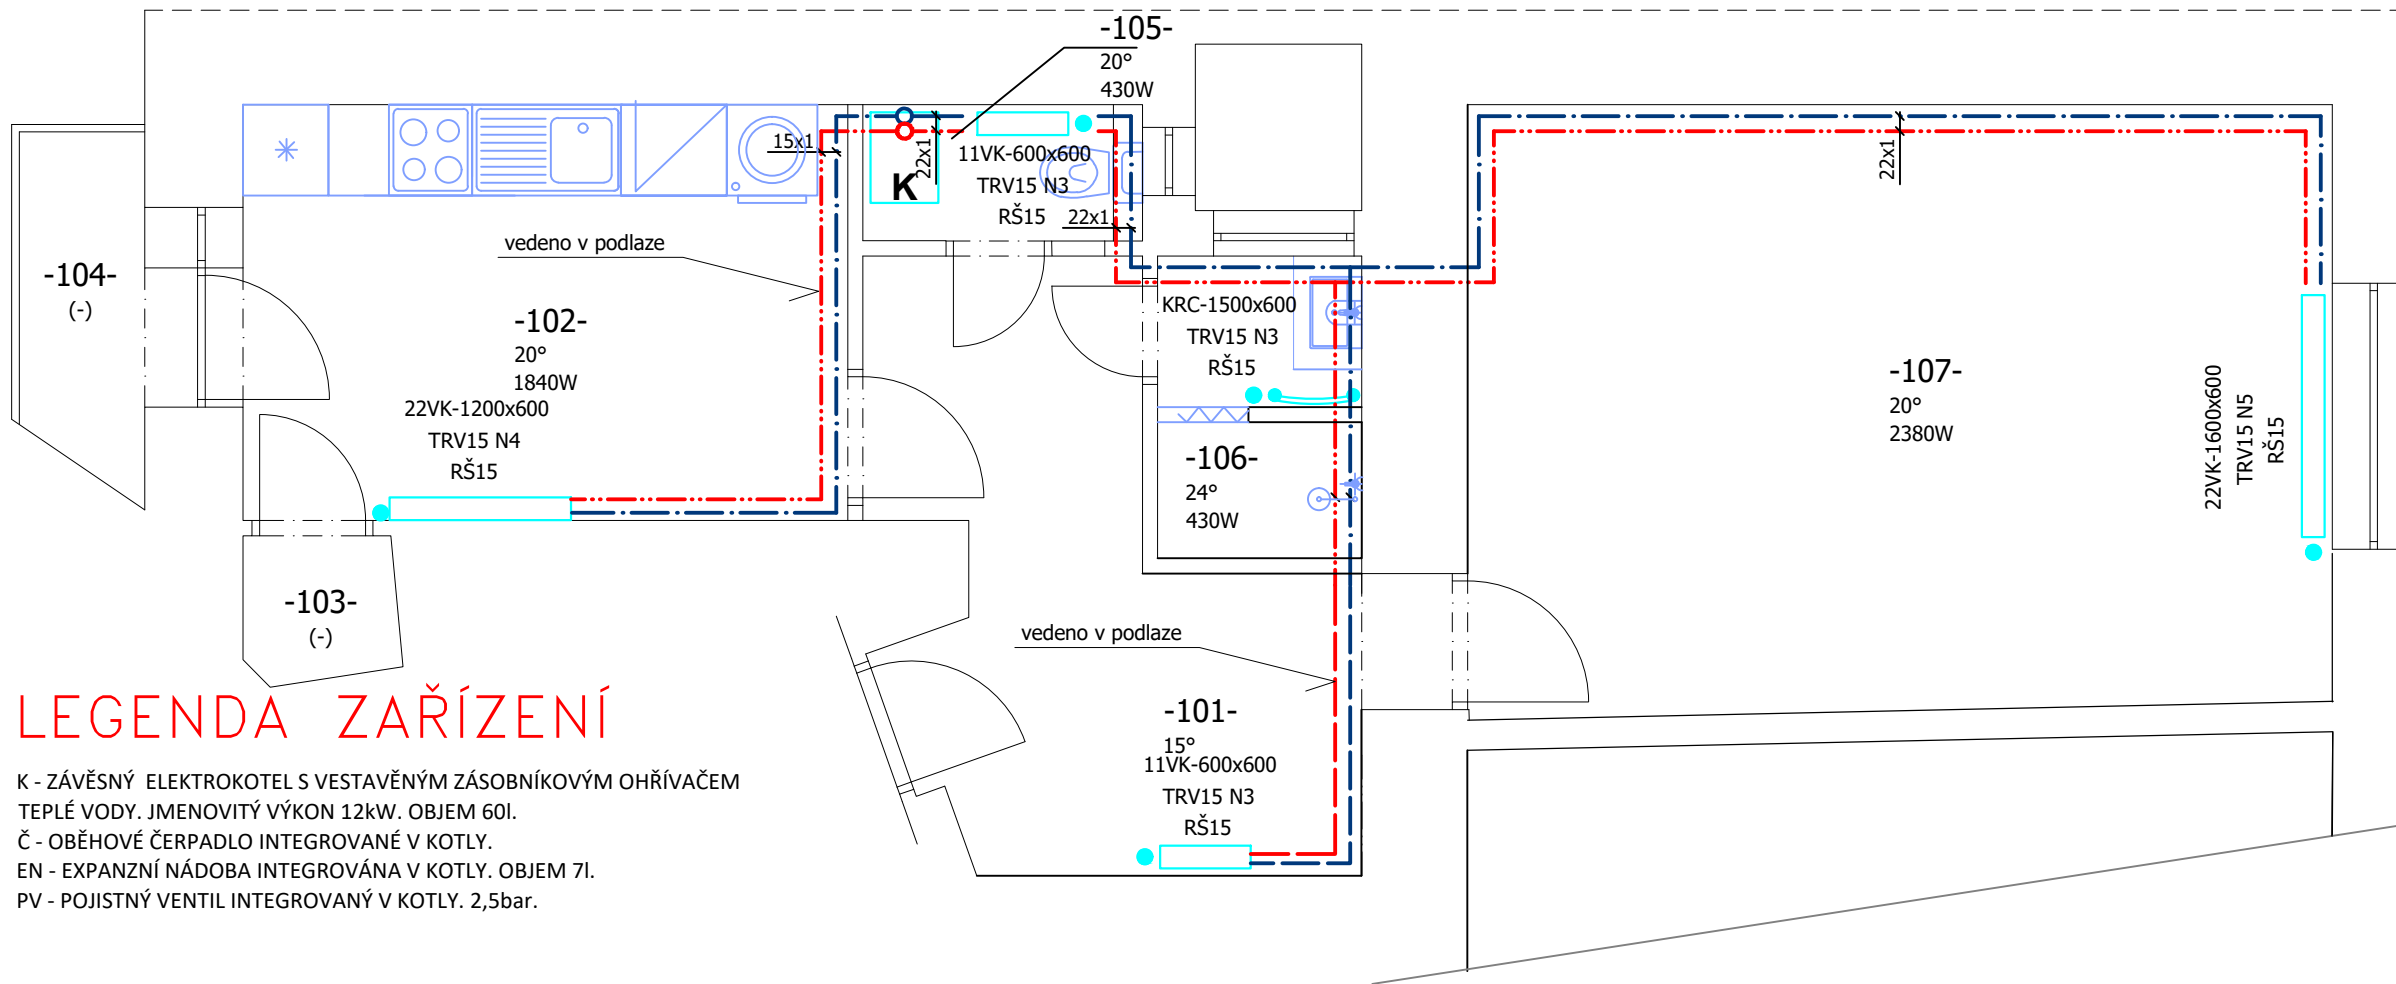 -105-
20°
430W
15x1
22x1
11VK-600x600
TRV15 N3
RŠ15
22x1
K
22x1
vedeno v podlaze
-104-
(-)
-102-
20°
1840W
22VK-1200x600
TRV15 N4
RŠ15
KRC-1500x600
TRV15 N3
RŠ15
-106-
24°
430W
-107-
20°
2380W
22VK-1600x600
TRV15 N5
RŠ15
-103-
(-)
vedeno v podlaze
-101-
15°
11VK-600x600
TRV15 N3
RŠ15
LEGENDA ZAŘÍZENÍ
K - ZÁVĚSNÝ ELEKTROKOTEL S VESTAVĚNÝM ZÁSOBNÍKOVÝM OHŘÍVAČEM
TEPLÉ VODY. JMENOVITÝ VÝKON 12kW. OBJEM 60l.
Č - OBĚHOVÉ ČERPADLO INTEGROVANÉ V KOTLY.
EN - EXPANZNÍ NÁDOBA INTEGROVÁNA V KOTLY. OBJEM 7l.
PV - POJISTNÝ VENTIL INTEGROVANÝ V KOTLY. 2,5bar.